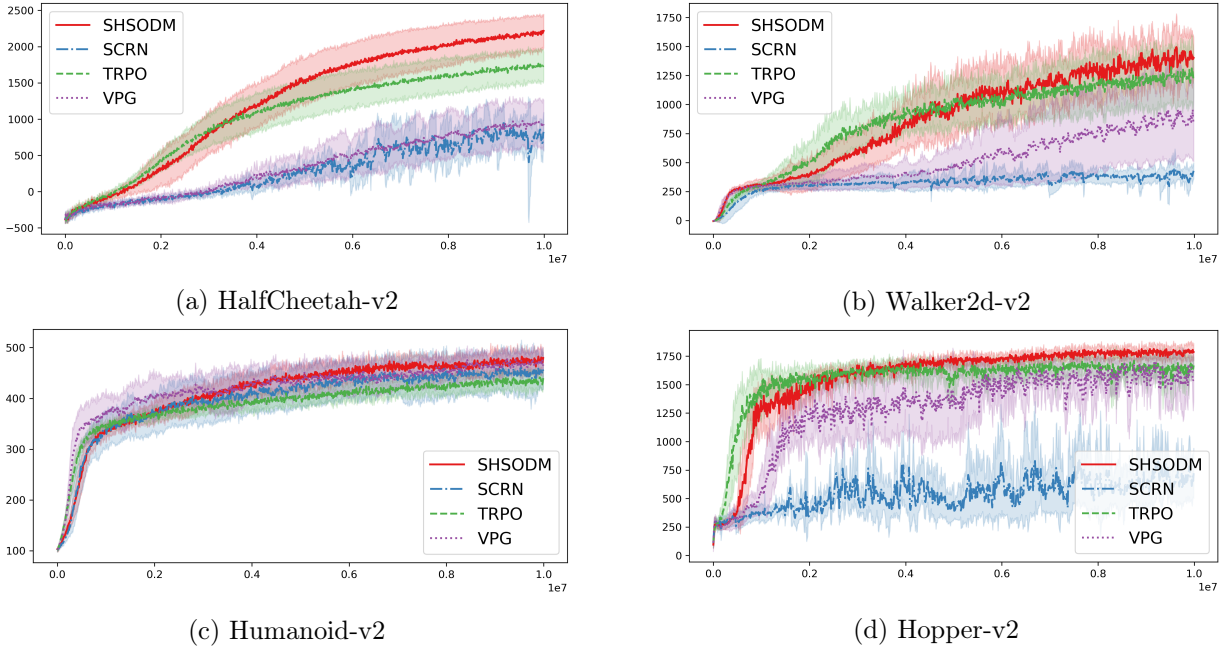 2500
2000
1500
1000
500
0
−500
SHSODM
SCRN
TRPO
VPG
0.0 0.2 0.4 0.6 0.8 1.0
1e7
(a) HalfCheetah-v2
1750
1500
1250
1000
750
500
250
0
SHSODM
SCRN
TRPO
VPG
0.0 0.2 0.4 0.6 0.8 1.0
1e7
(b) Walker2d-v2
500
400
300
200
100
SHSODM
SCRN
TRPO
VPG
0.0 0.2 0.4 0.6 0.8 1.0
1e7
(c) Humanoid-v2
1750
1500
1250
1000
750
500
250
0
SHSODM
SCRN
TRPO
VPG
0.0 0.2 0.4 0.6 0.8 1.0
1e7
(d) Hopper-v2